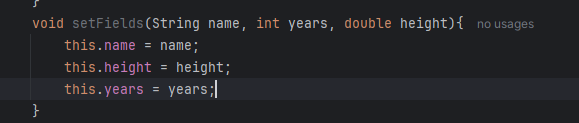 }
void setFields(String name, int years, double height){ no usages
this.name = name;
this.height = height;
this.years = years;
}